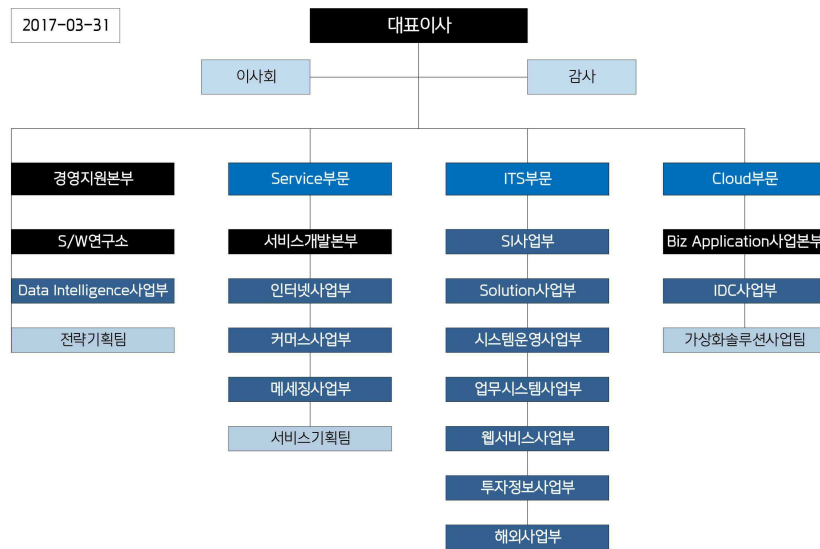 2017-03-31
대표이사
이사회
감사
경영지원본부
Service부문
ITS부문
Cloud부문
S/W연구소
서비스개발본부
SI사업부
Biz Application사업본부
Data Intelligence사업부
인터넷사업부
Solution사업부
IDC사업부
전략기획팀
커머스사업부
시스템운영사업부
가상화솔루션사업팀
메세징사업부
업무시스템사업부
서비스기획팀
웹서비스사업부
투자정보사업부
해외사업부